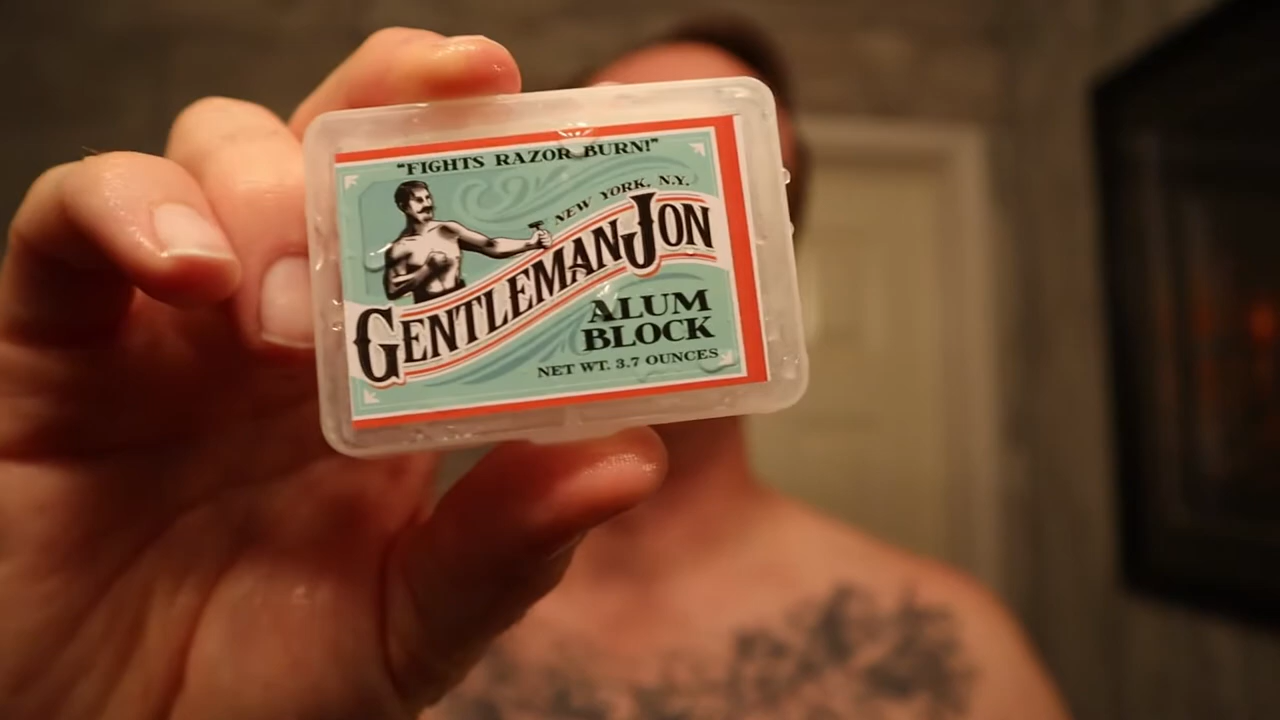 "FIGHTS RAZOR BURN!"
NEW YORK, N.Y.
GENTLEMAN JON
ALUM
BLOCK
NET WT. 3.7 OUNCES